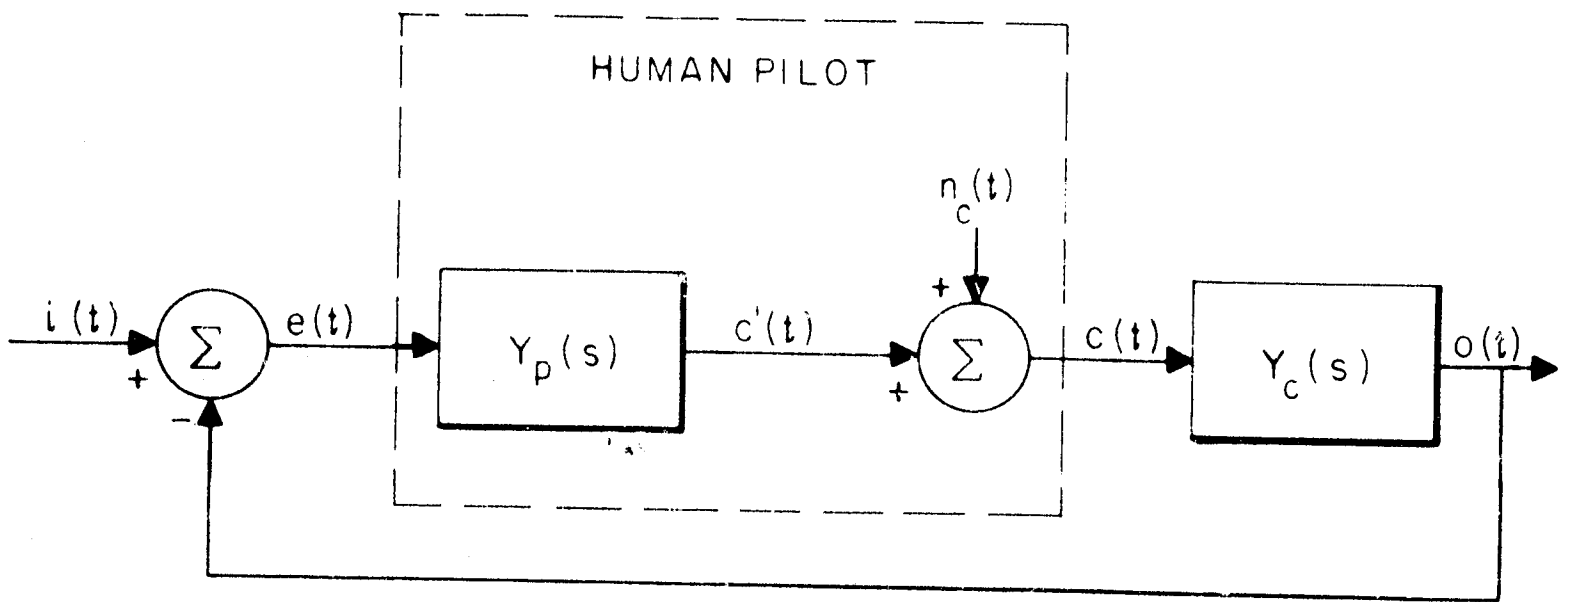 HUMAN PILOT
n_c(t)
+
i(t)
+
-
Σ
e(t)
Y_p(s)
c'(t)
+
Σ
c(t)
Y_c(s)
o(t)